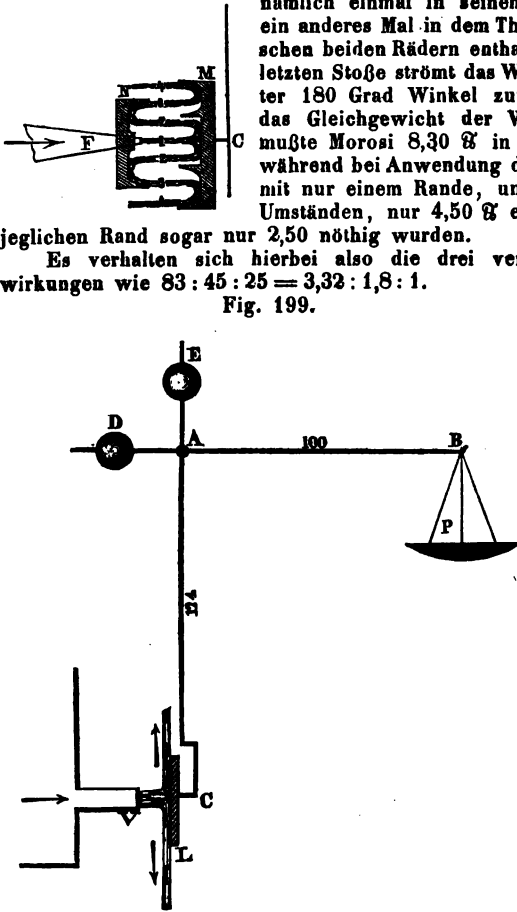 nämlich einmal in seinen
ein anderes Mal in dem Th
schen beiden Rädern entha
letzten Stoße strömt das W
ter 180 Grad Winkel zu
das Gleichgewicht der V
mußte Morosi 8,30 ℔ in
während bei Anwendung d
mit nur einem Rande, un
Umständen, nur 4,50 ℔ e
jeglichen Rand sogar nur 2,50 nöthig wurden.
Es verhalten sich hierbei also die drei ve
wirkungen wie 83 : 45 : 25 = 3,32 : 1,8 : 1.
M
N
F
C
Fig. 199.
E
D
A
100
B
P
124
C
V
L